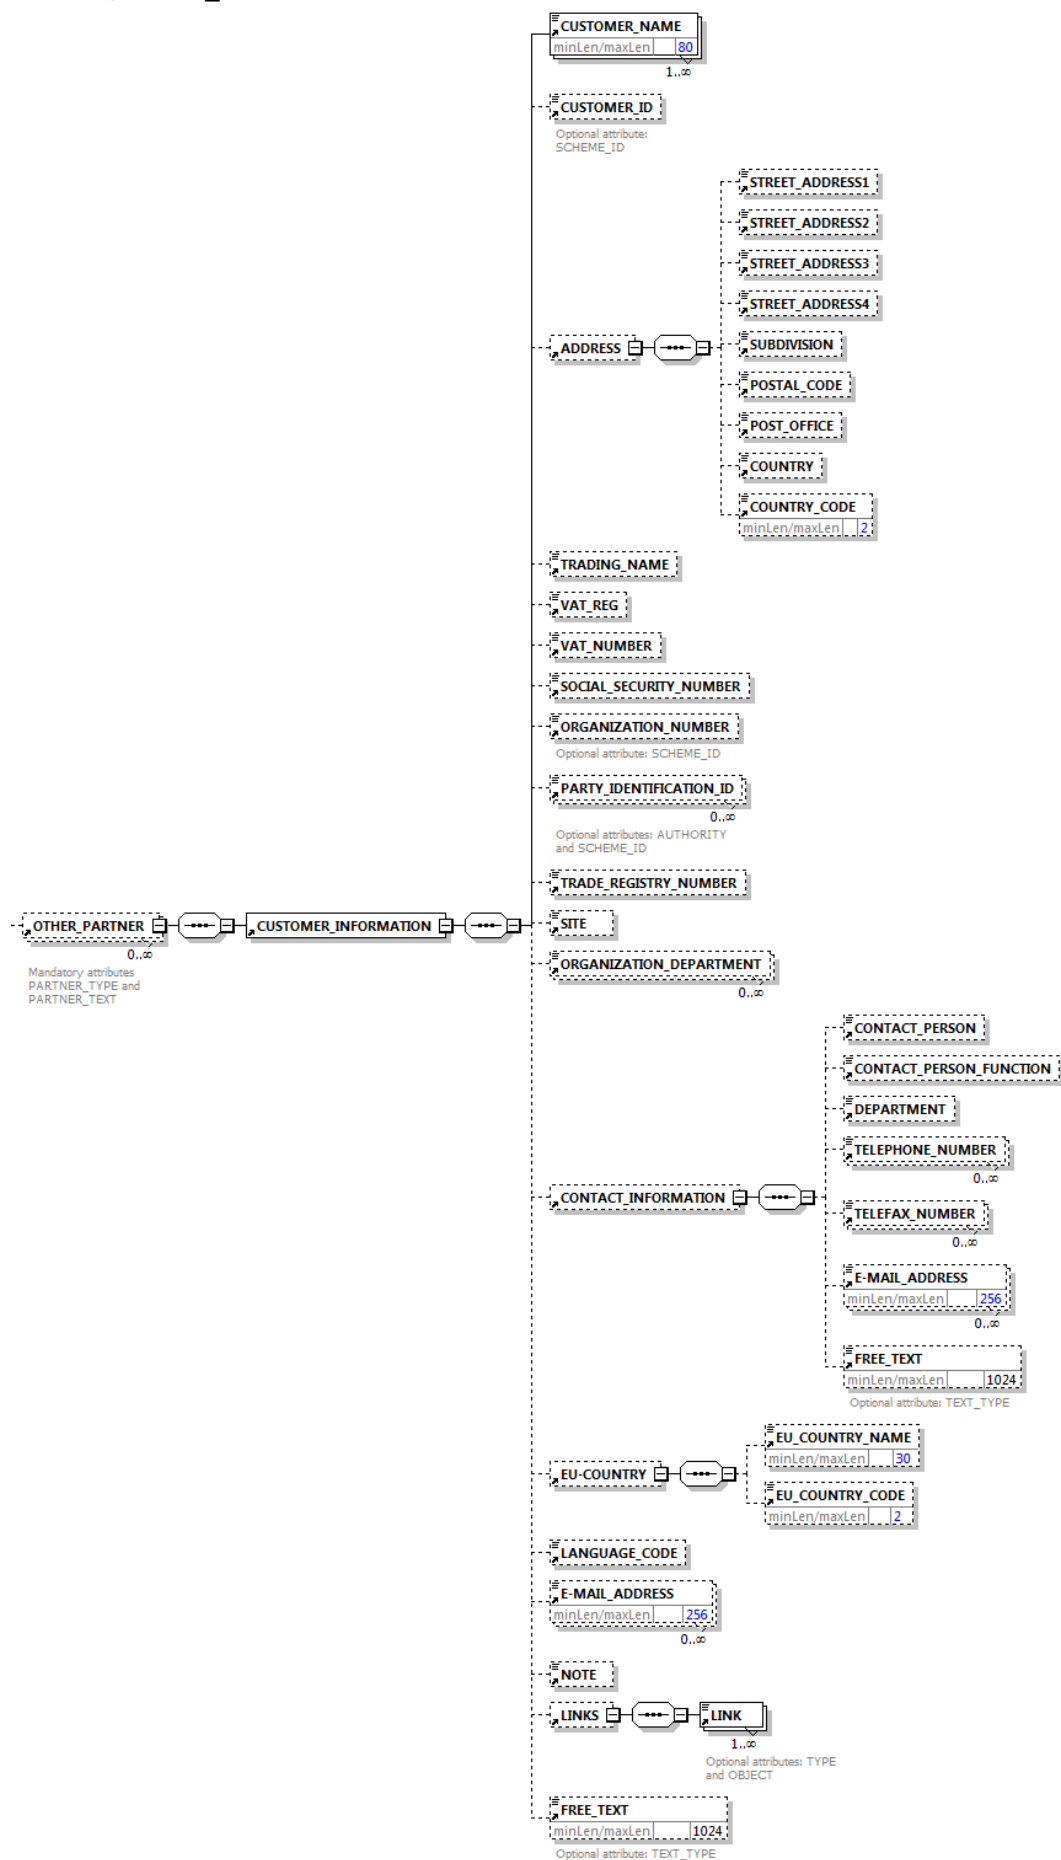 CUSTOMER_NAME
minLen/maxLen 80
1..∞
CUSTOMER_ID
Optional attribute:
SCHEME_ID
STREET_ADDRESS1
STREET_ADDRESS2
STREET_ADDRESS3
STREET_ADDRESS4
ADDRESS
SUBDIVISION
POSTAL_CODE
POST_OFFICE
COUNTRY
COUNTRY_CODE
minLen/maxLen 2
TRADING_NAME
VAT_REG
VAT_NUMBER
SOCIAL_SECURITY_NUMBER
ORGANIZATION_NUMBER
Optional attribute: SCHEME_ID
PARTY_IDENTIFICATION_ID
0..∞
Optional attributes: AUTHORITY
and SCHEME_ID
TRADE_REGISTRY_NUMBER
OTHER_PARTNER
0..∞
Mandatory attributes
PARTNER_TYPE and
PARTNER_TEXT
CUSTOMER_INFORMATION
SITE
ORGANIZATION_DEPARTMENT
0..∞
CONTACT_PERSON
CONTACT_PERSON_FUNCTION
DEPARTMENT
TELEPHONE_NUMBER
0..∞
CONTACT_INFORMATION
TELEFAX_NUMBER
0..∞
E-MAIL_ADDRESS
minLen/maxLen 256
0..∞
FREE_TEXT
minLen/maxLen 1024
Optional attribute: TEXT_TYPE
EU-COUNTRY
EU_COUNTRY_NAME
minLen/maxLen 30
EU_COUNTRY_CODE
minLen/maxLen 2
LANGUAGE_CODE
E-MAIL_ADDRESS
minLen/maxLen 256
0..∞
NOTE
LINKS
LINK
1..∞
Optional attributes: TYPE
and OBJECT
FREE_TEXT
minLen/maxLen 1024
Optional attribute: TEXT_TYPE